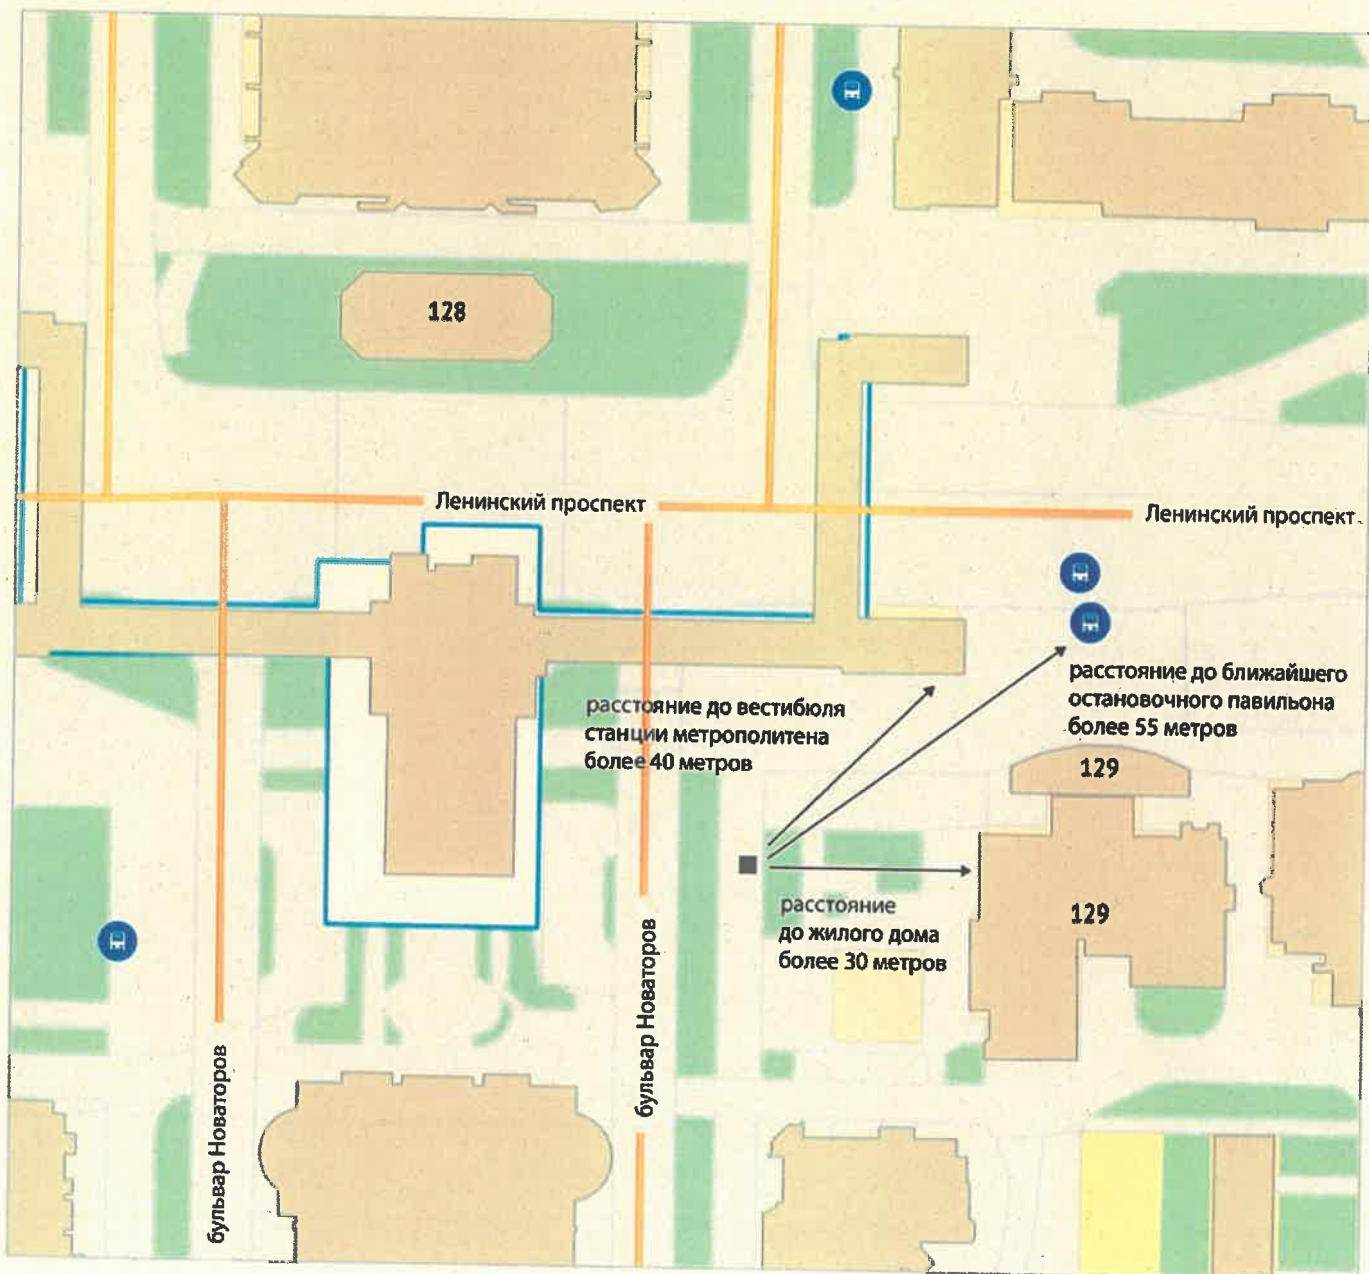 128
Ленинский проспект
Ленинский проспект
расстояние до ближайшего
остановочного павильона
более 55 метров
расстояние до вестибюля
станции метрополитена
более 40 метров
129
расстояние
до жилого дома
более 30 метров
129
бульвар Новаторов
бульвар Новаторов